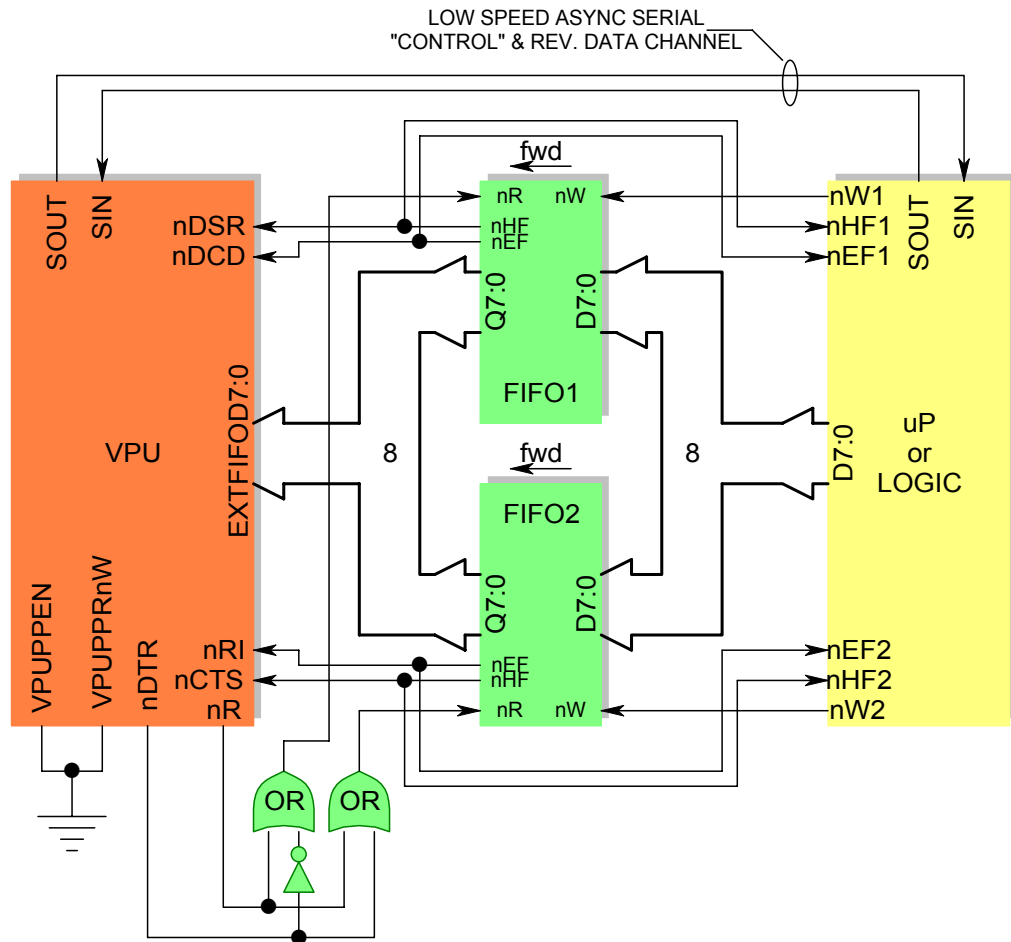 LOW SPEED ASYNC SERIAL
"CONTROL" & REV. DATA CHANNEL
SOUT
SIN
nDSR
nDCD
EXTFIFOD7:0
VPU
VPUPPEN
VPUPPRnW
nDTR
nRI
nCTS
nR
fwd
nR
nW
nHF
nEF
Q7:0
D7:0
FIFO1
8
8
fwd
FIFO2
Q7:0
D7:0
nEF
nHF
nR
nW
nW1
nHF1
nEF1
SOUT
SIN
D7:0
uP
or
LOGIC
nEF2
nHF2
nW2
OR
OR